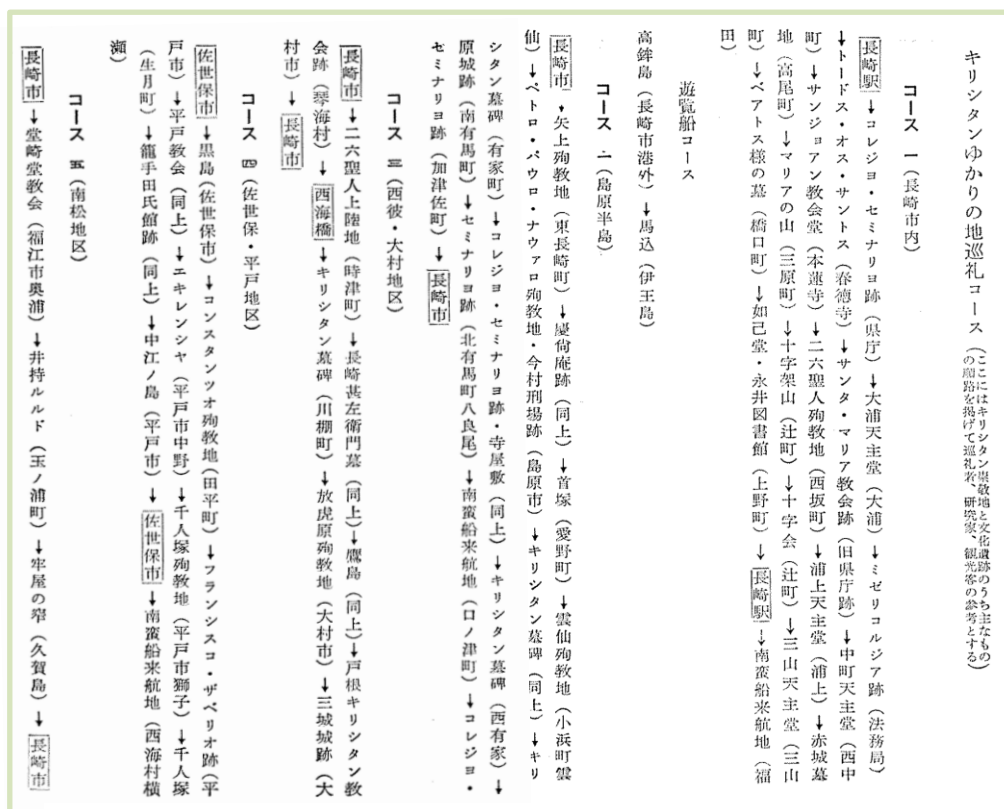 キリシタンゆかりの地巡礼コース（ここにはキリシタン崇敬地と文化遺跡のうち主なもの
の順路を掲げて巡礼者、研究家、観光客の参考とする）
コース 一（長崎市内）
長崎駅→コレジヨ・セミナリヨ跡（県庁）→大浦天主堂（大浦）→ミゼリコルジア跡（法務局）
→トードス・オス・サントス（春徳寺）→サンタ・マリア教会跡（旧県庁跡）→中町天主堂（西中
町）→サンジョアン教会堂（本蓮寺）→二六聖人殉教地（西坂町）→浦上天主堂（浦上）→赤城墓
地（高尾町）→マリアの山（三原町）→十字架山（辻町）→十字会（辻町）→三山天主堂（三山
町）→ベアトス様の墓（橋口町）→如己堂・永井図書館（上野町）→長崎駅→南蛮船来航地（福
田）
遊覧船コース
高鉾島（長崎市港外）→馬込（伊王島）
コース 二（島原半島）
長崎市→矢上殉教地（東長崎町）→慶尙庵跡（同上）→首塚（愛野町）→雲仙殉教地（小浜町雲
仙）→ペトロ・パウロ・ナウァロ殉教地・今村刑場跡（島原市）→キリシタン墓碑（同上）→キリ
シタン墓碑（有家町）→コレジヨ・セミナリヨ跡・寺屋敷（同上）→キリシタン墓碑（西有家）→
原城跡（南有馬町）→セミナリヨ跡（北有馬町八良尾）→南蛮船来航地（口ノ津町）→コレジヨ・
セミナリヨ跡（加津佐町）→長崎市
コース 三（西彼・大村地区）
長崎市→二六聖人上陸地（時津町）→長崎甚左衛門墓（同上）→鷹島（同上）→戸根キリシタン教
会跡（琴海村）→西海橋→キリシタン墓碑（川棚町）→放虎原殉教地（大村市）→三城城跡（大
村市）→長崎市
コース 四（佐世保・平戸地区）
佐世保市→黒島（佐世保市）→コンスタンツオ殉教地（田平町）→フランシスコ・ザベリオ跡（平
戸市）→平戸教会（同上）→エキレンシヤ（平戸市中野）→千人塚殉教地（平戸市獅子）→千人塚
（生月町）→籠手田氏館跡（同上）→中江ノ島（平戸市）→佐世保市→南蛮船来航地（西海村横
瀬）
コース 五（南松地区）
長崎市→堂崎堂教会（福江市奥浦）→井持ルルド（玉ノ浦町）→牢屋の窄（久賀島）→長崎市